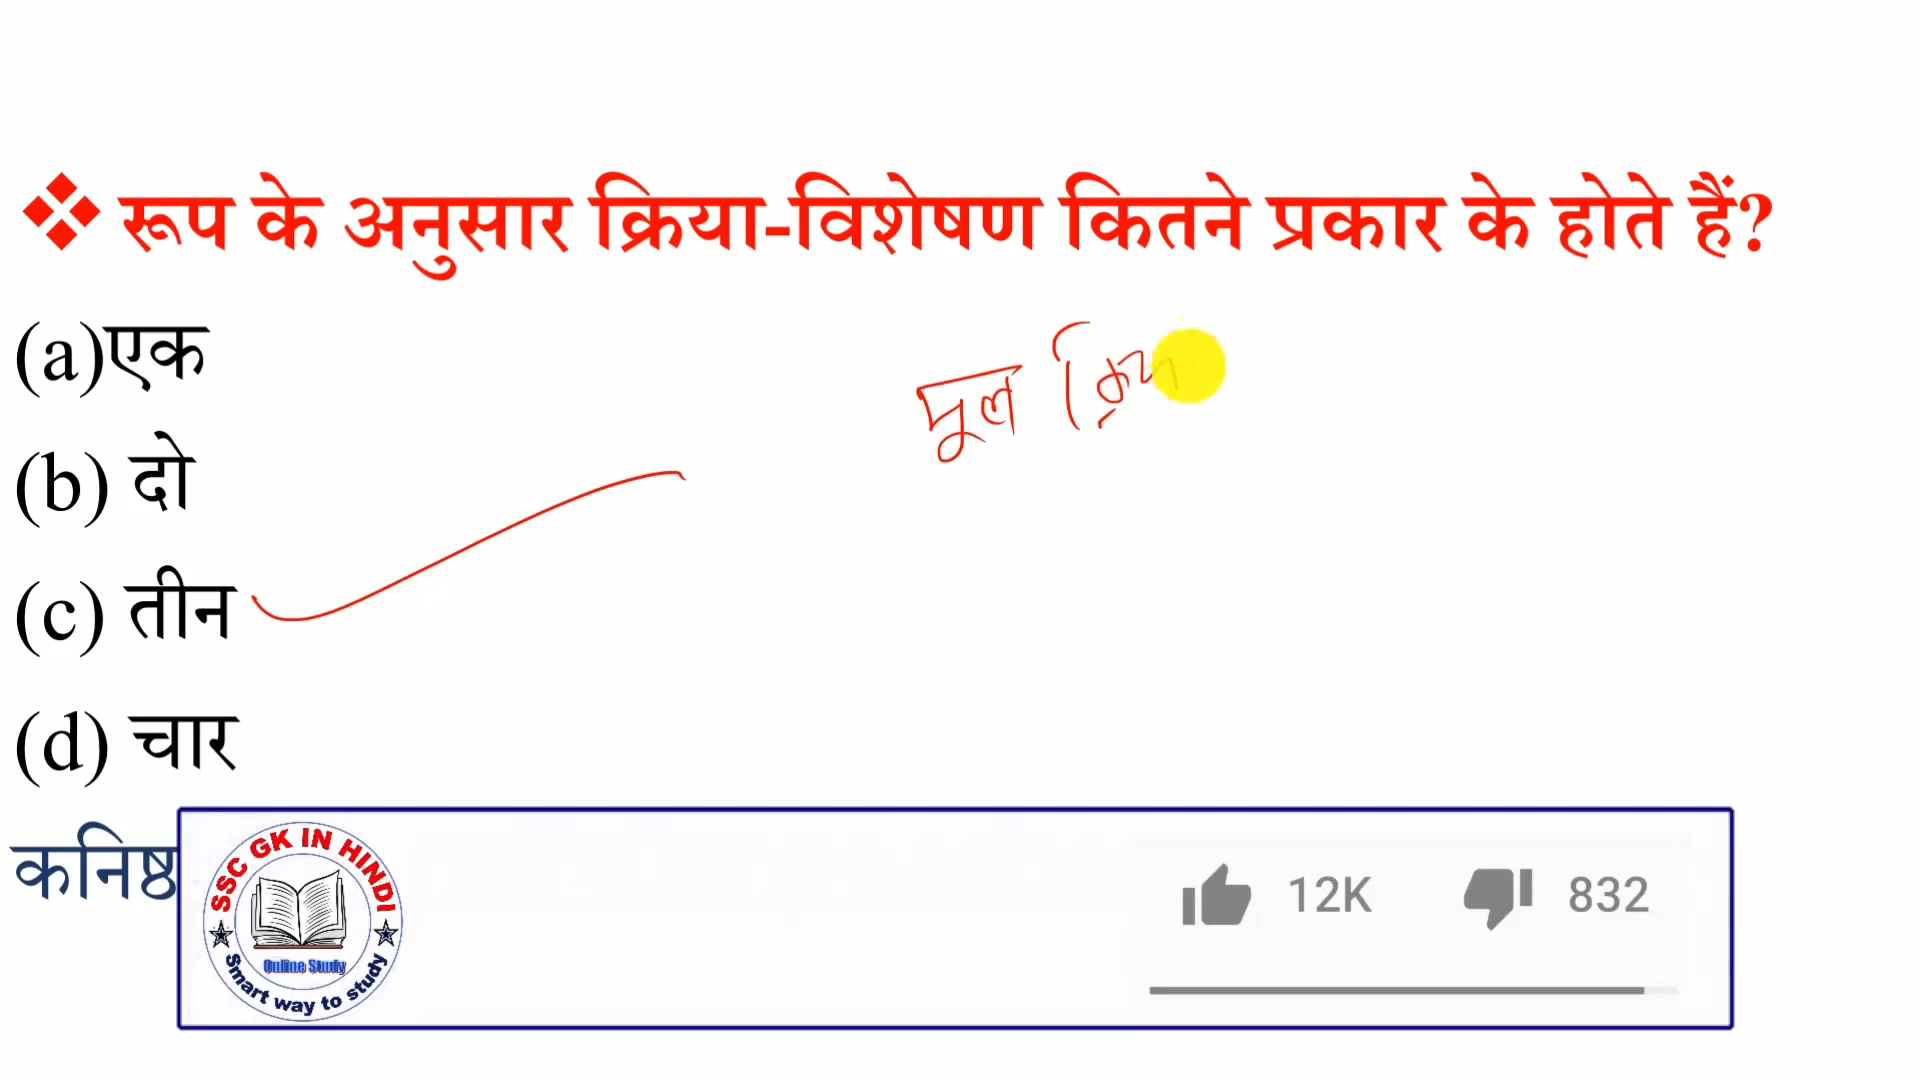 ❖ रूप के अनुसार क्रिया-विशेषण कितने प्रकार के होते हैं?
(a)एक
मूल
(b) दो
(c) तीन
(d) चार
कनिष्ठ
SSC GK IN HINDI
Online Study
Smart way to study
12K
832